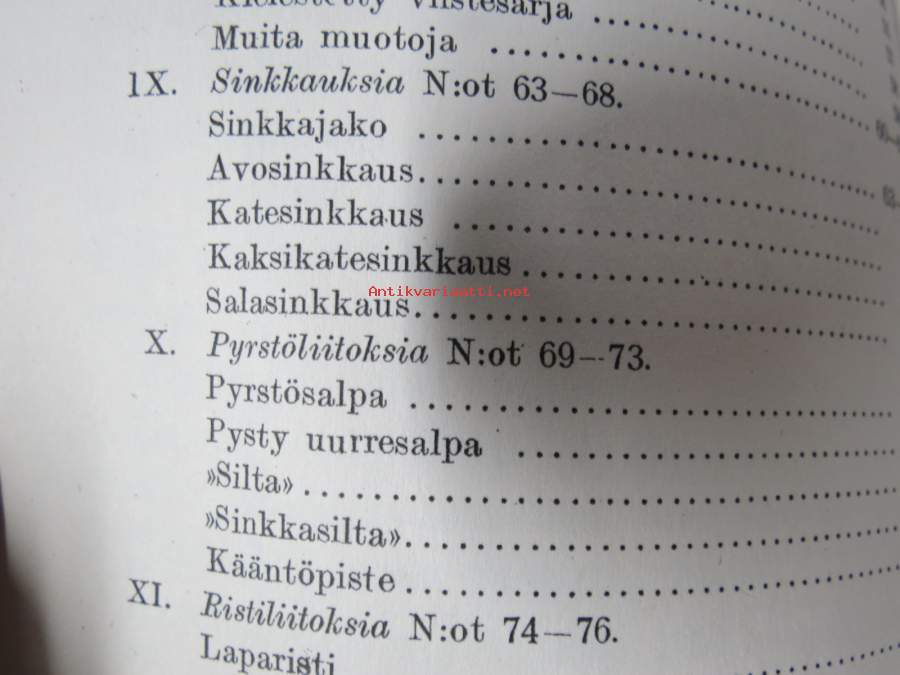 viistesarja ........
Muita muotoja ........
IX. Sinkkauksia N:ot 63—68.
Sinkkajako ........
Avosinkkaus ........
Katesinkkaus ........
Kaksikatesinkkaus ........
Antikvariaatti.net
Salasinkkaus ........
X. Pyrstöliitoksia N:ot 69—73.
Pyrstösalpa ........
Pysty uurresalpa ........
»Silta» ........
»Sinkkasilta» ........
Kääntöpiste ........
XI. Ristiliitoksia N:ot 74—76.
Laparisti